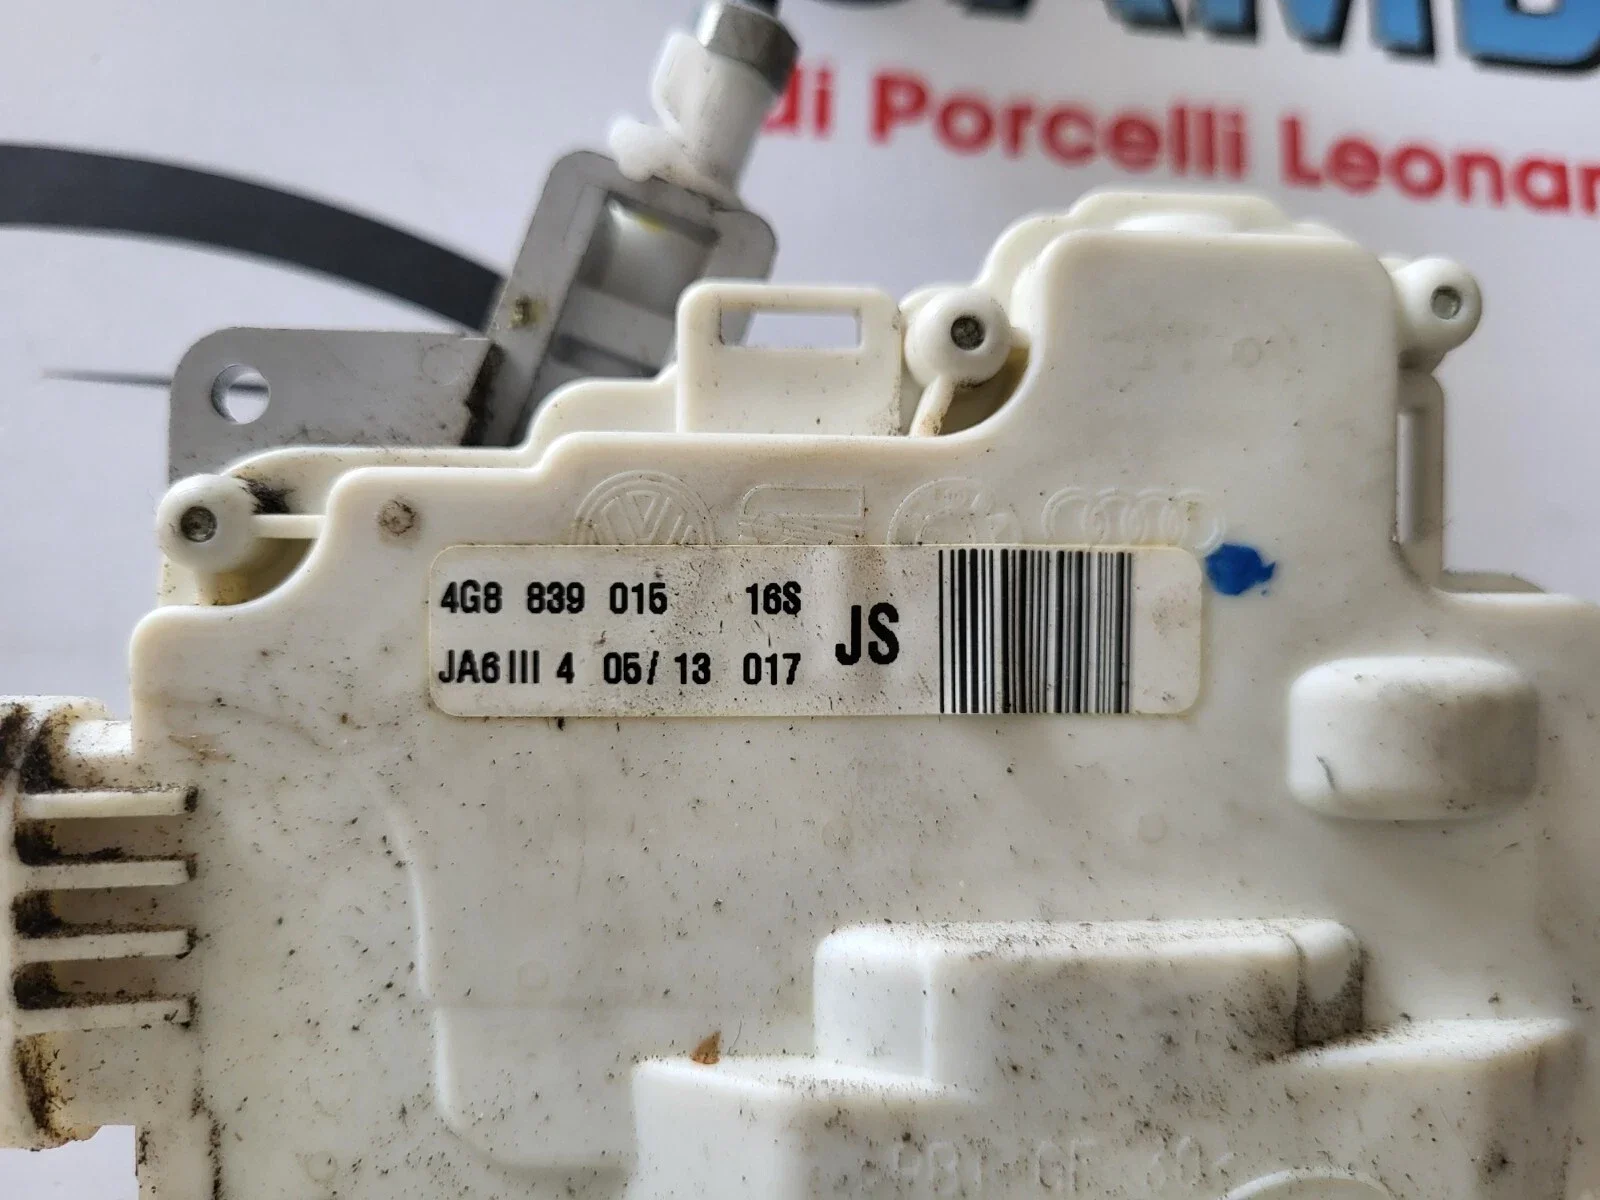 di Porcelli Leonar
4G8 839 015 16S
JA6 III 4 05/ 13 017
JS